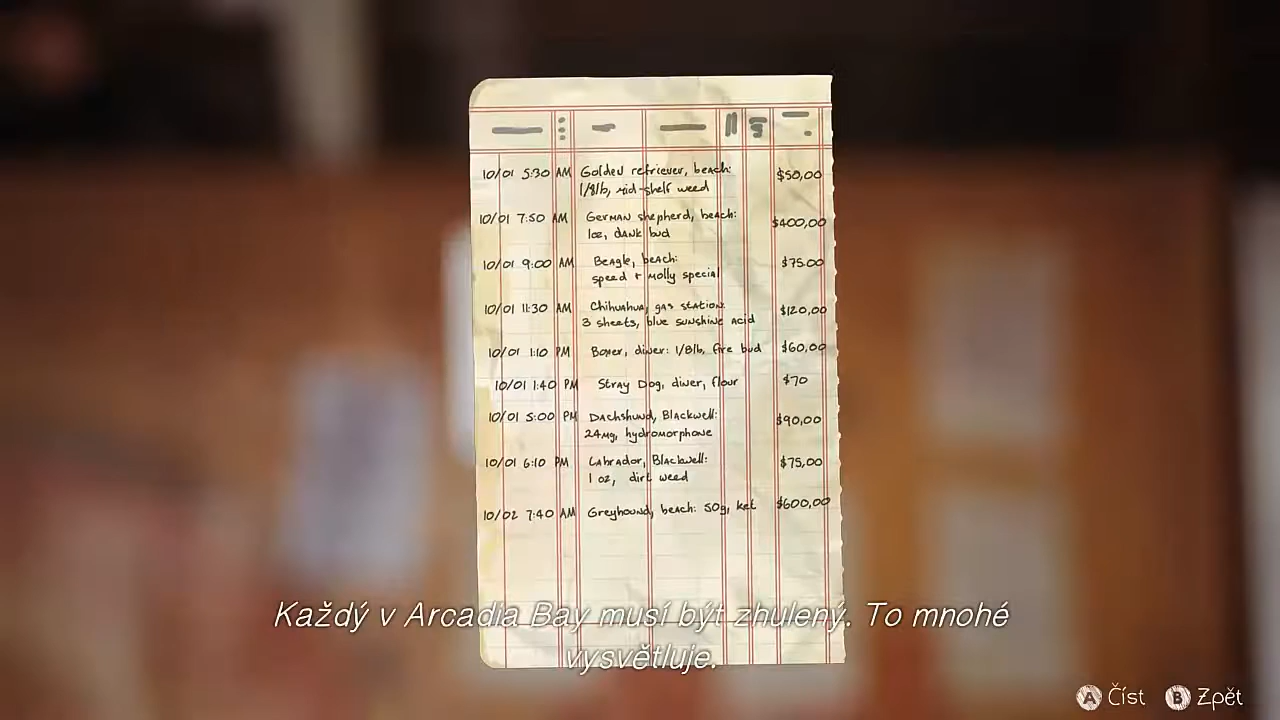 10/01 5:30 AM Golden retriever, beach: $50,00
1/8lb, mid-shelf weed
10/01 7:50 AM German shepherd, beach: $400,00
1oz, dank bud
10/01 9:00 AM Beagle, beach: $75.00
speed + Molly special
10/01 11:30 AM Chihuahua, gas station: $120,00
3 sheets, blue sunshine acid
10/01 1:10 PM Boxer, diner: 1/8lb, fire bud $60,00
10/01 1:40 PM Stray Dog, diner, flour $70
10/01 5:00 PM Dachshund, Blackwell: $90,00
24mg, hydromorphone
10/01 6:10 PM Labrador, Blackwell: $75,00
1 oz, dirt weed
10/02 7:40 AM Greyhound, beach: 50g, ket $600,00
Každý v Arcadia Bay musí být zhulený. To mnohé
vysvětluje.
A Číst B Zpět